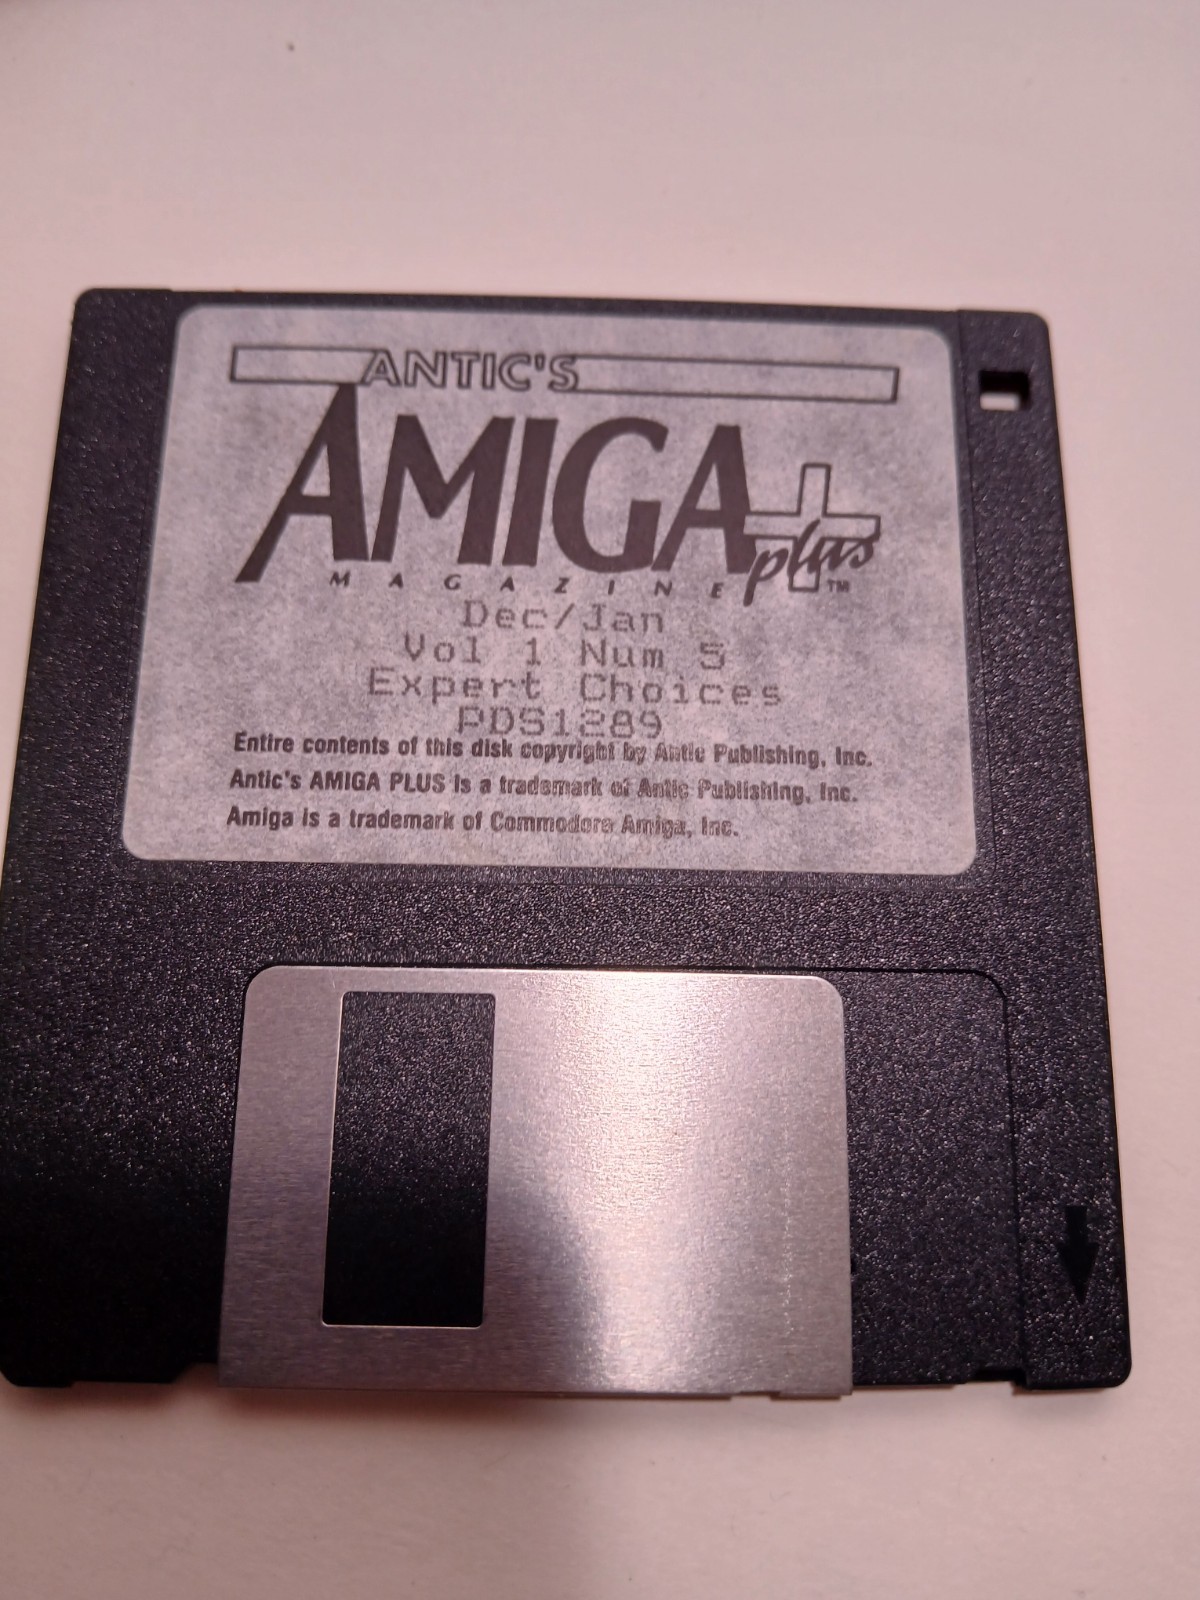 ANTIC'S
AMIGA plus™
MAGAZINE
Dec/Jan
Vol 1 Num 5
Expert Choices
PDS1289
Entire contents of this disk copyright by Antic Publishing, Inc.
Antic's AMIGA PLUS is a trademark of Antic Publishing, Inc.
Amiga is a trademark of Commodore Amiga, Inc.